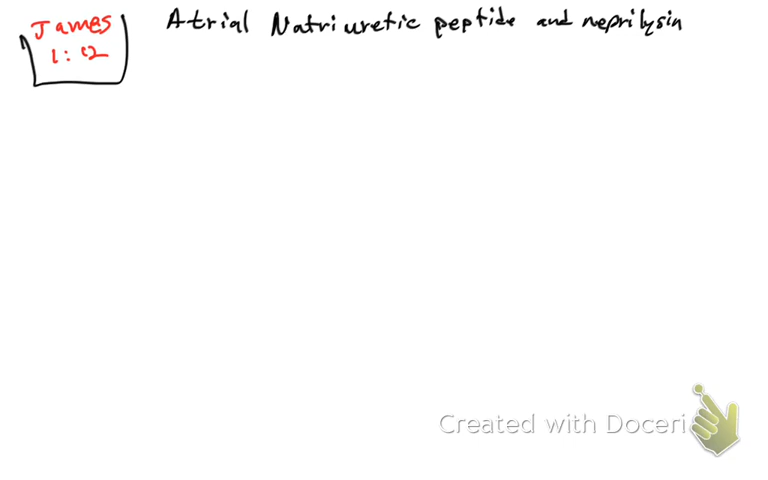 James
1:12
Atrial Natriuretic peptide and neprilysin
Created with Doceri